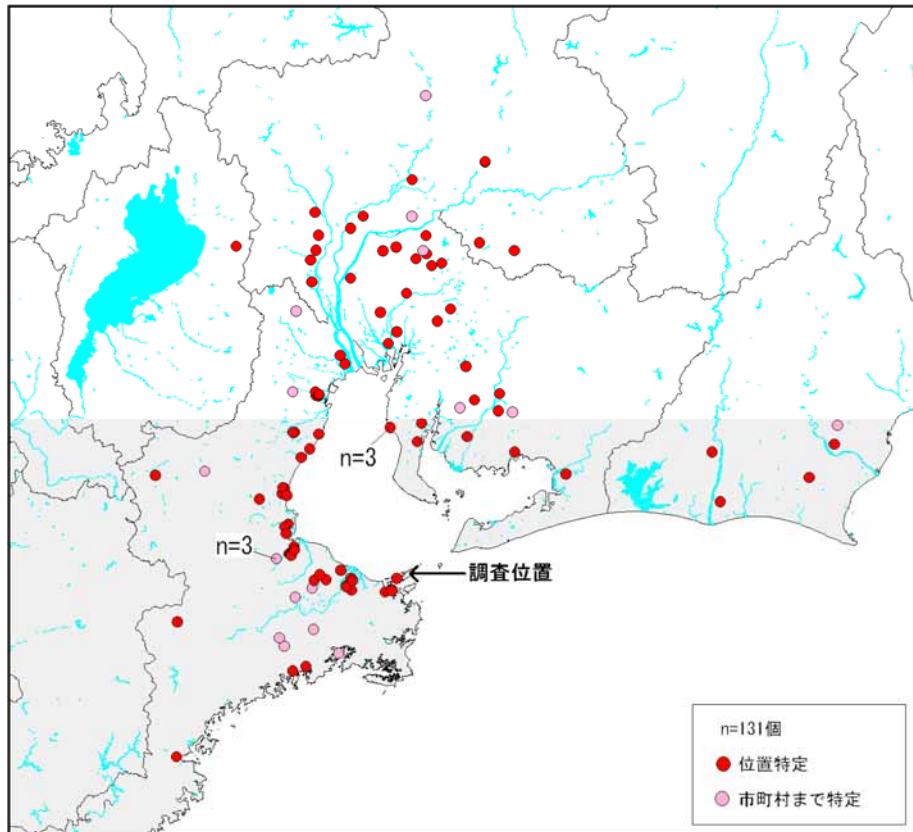 n=3
n=3
調査位置
n=131個
位置特定
市町村まで特定